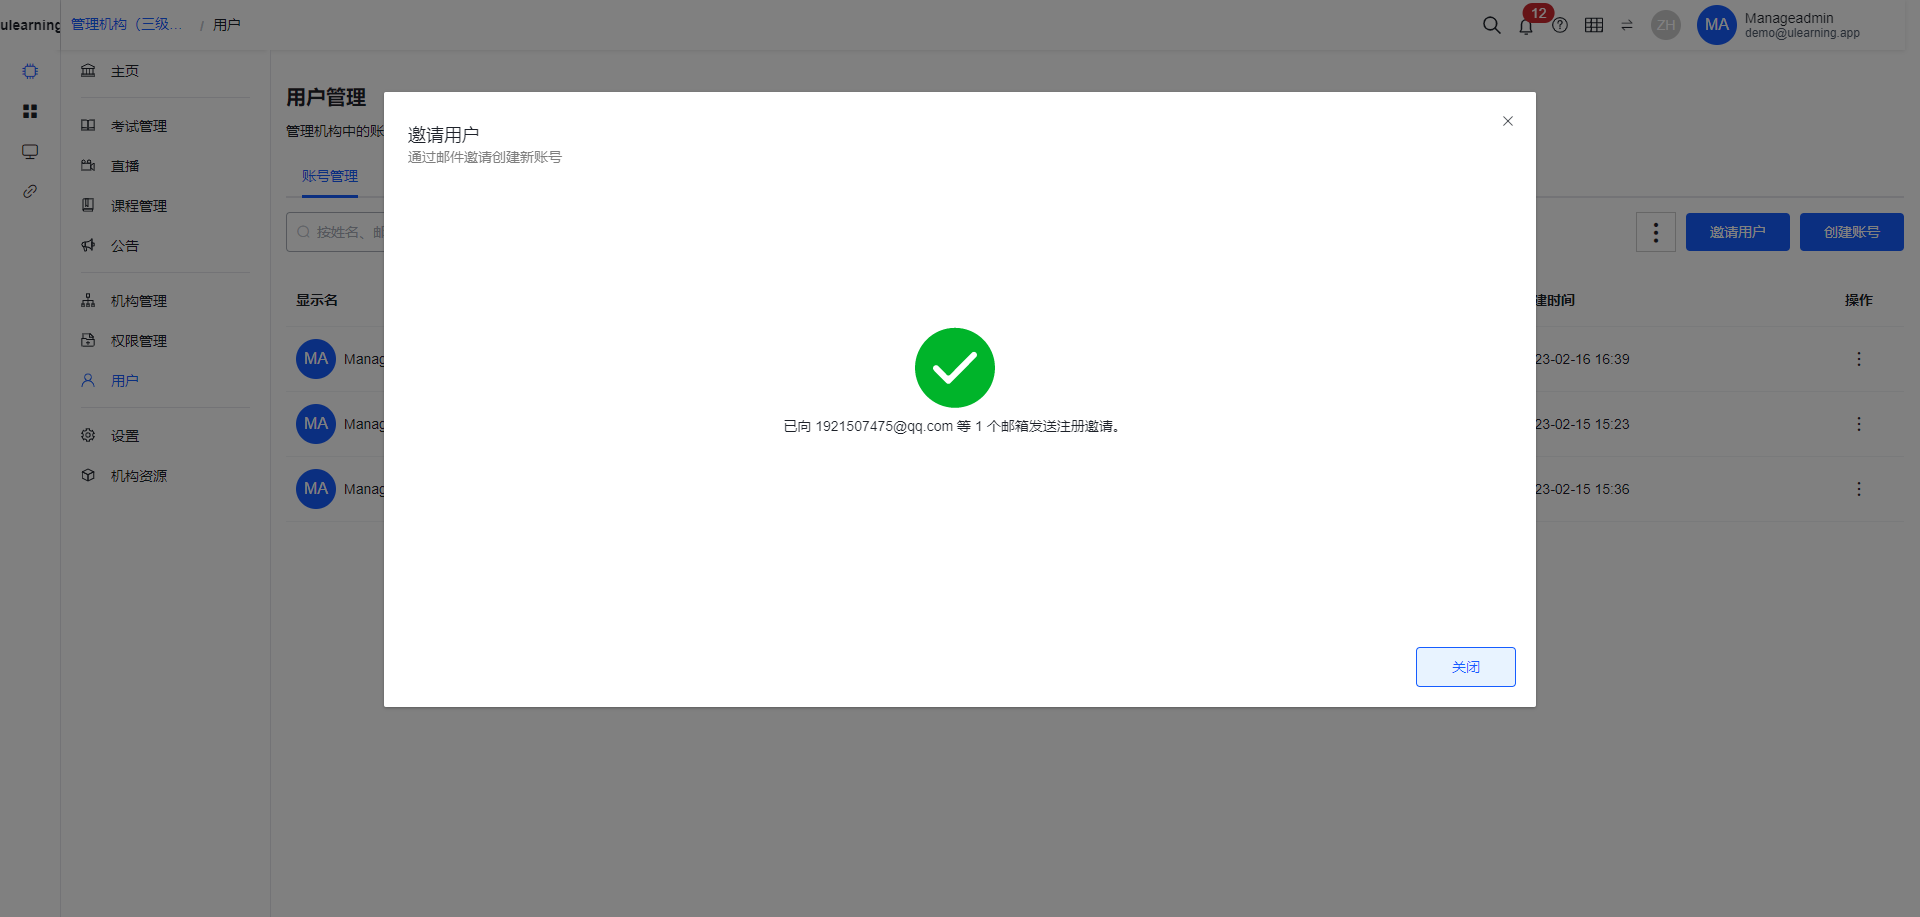 ulearning
管理机构（三级... / 用户
12
ZH
MA
Manageadmin
demo@ulearning.app
主页
考试管理
直播
课程管理
公告
机构管理
权限管理
用户
设置
机构资源
用户管理
管理机构中的账
账号管理
按姓名、邮
邀请用户
创建账号
显示名
建时间
操作
MA Manag
23-02-16 16:39
MA Manag
23-02-15 15:23
MA Manag
23-02-15 15:36
邀请用户
通过邮件邀请创建新账号
已向 1921507475@qq.com 等 1 个邮箱发送注册邀请。
关闭